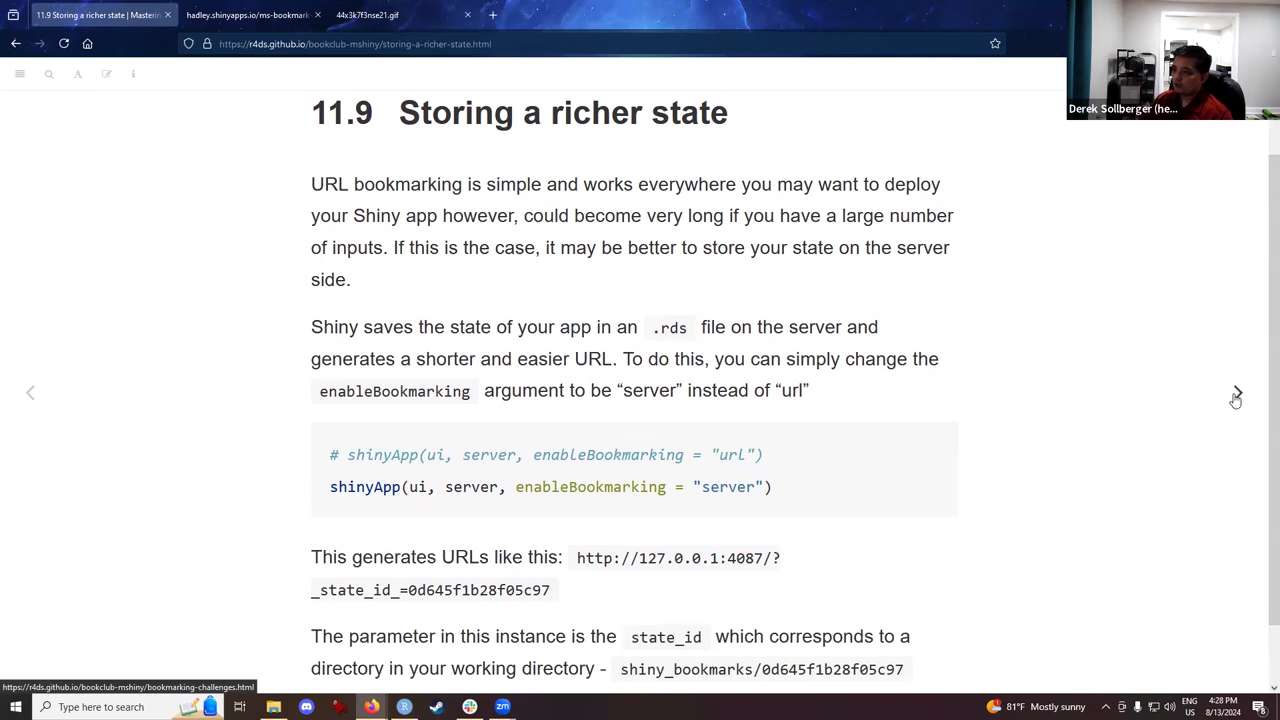 11.9 Storing a richer state | Masterin
hadley.shinyapps.io/ms-bookmark
44x3k7f3nse21.gif
https://r4ds.github.io/bookclub-mshiny/storing-a-richer-state.html
Derek Sollberger (he...
11.9 Storing a richer state
URL bookmarking is simple and works everywhere you may want to deploy
your Shiny app however, could become very long if you have a large number
of inputs. If this is the case, it may be better to store your state on the server
side.
Shiny saves the state of your app in an .rds file on the server and
generates a shorter and easier URL. To do this, you can simply change the
enableBookmarking argument to be “server” instead of “url”
# shinyApp(ui, server, enableBookmarking = "url")
shinyApp(ui, server, enableBookmarking = "server")
This generates URLs like this: http://127.0.0.1:4087/?
_state_id_=0d645f1b28f05c97
The parameter in this instance is the state_id which corresponds to a
directory in your working directory - shiny_bookmarks/0d645f1b28f05c97
https://r4ds.github.io/bookclub-mshiny/bookmarking-challenges.html
Type here to search
81°F Mostly sunny
ENG
US
4:28 PM
8/13/2024
8